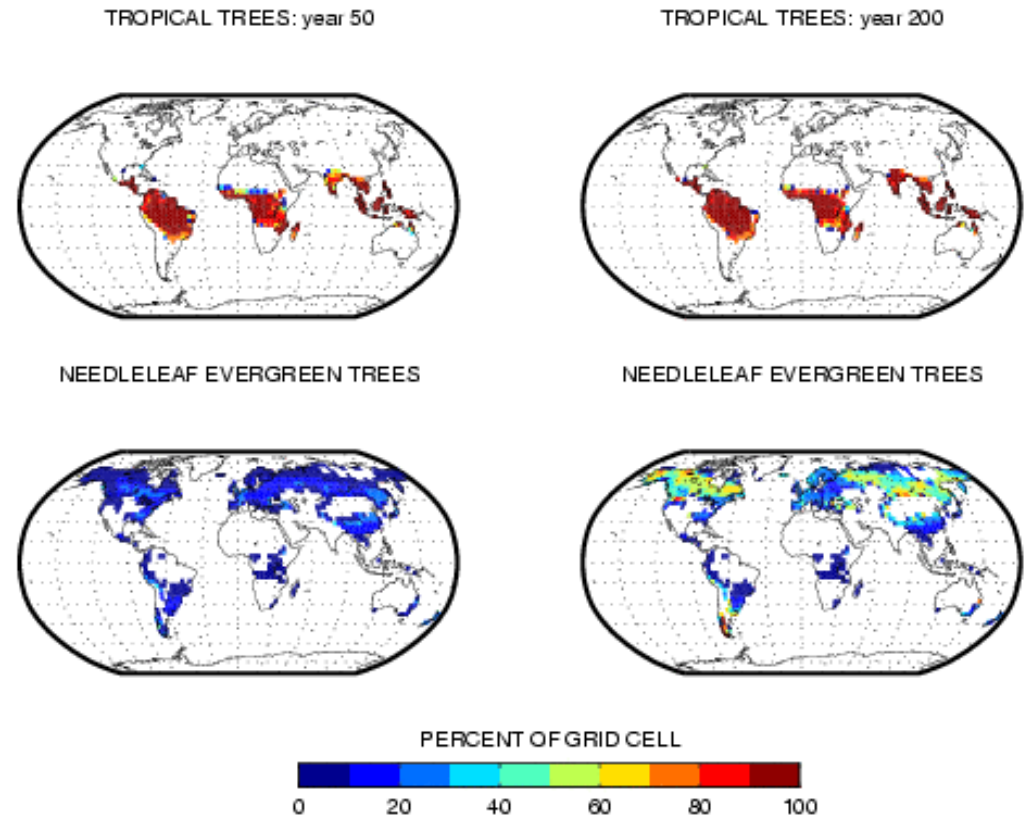 TROPICAL TREES: year 50
TROPICAL TREES: year 200
NEEDLELEAF EVERGREEN TREES
NEEDLELEAF EVERGREEN TREES
PERCENT OF GRID CELL
0 20 40 60 80 100